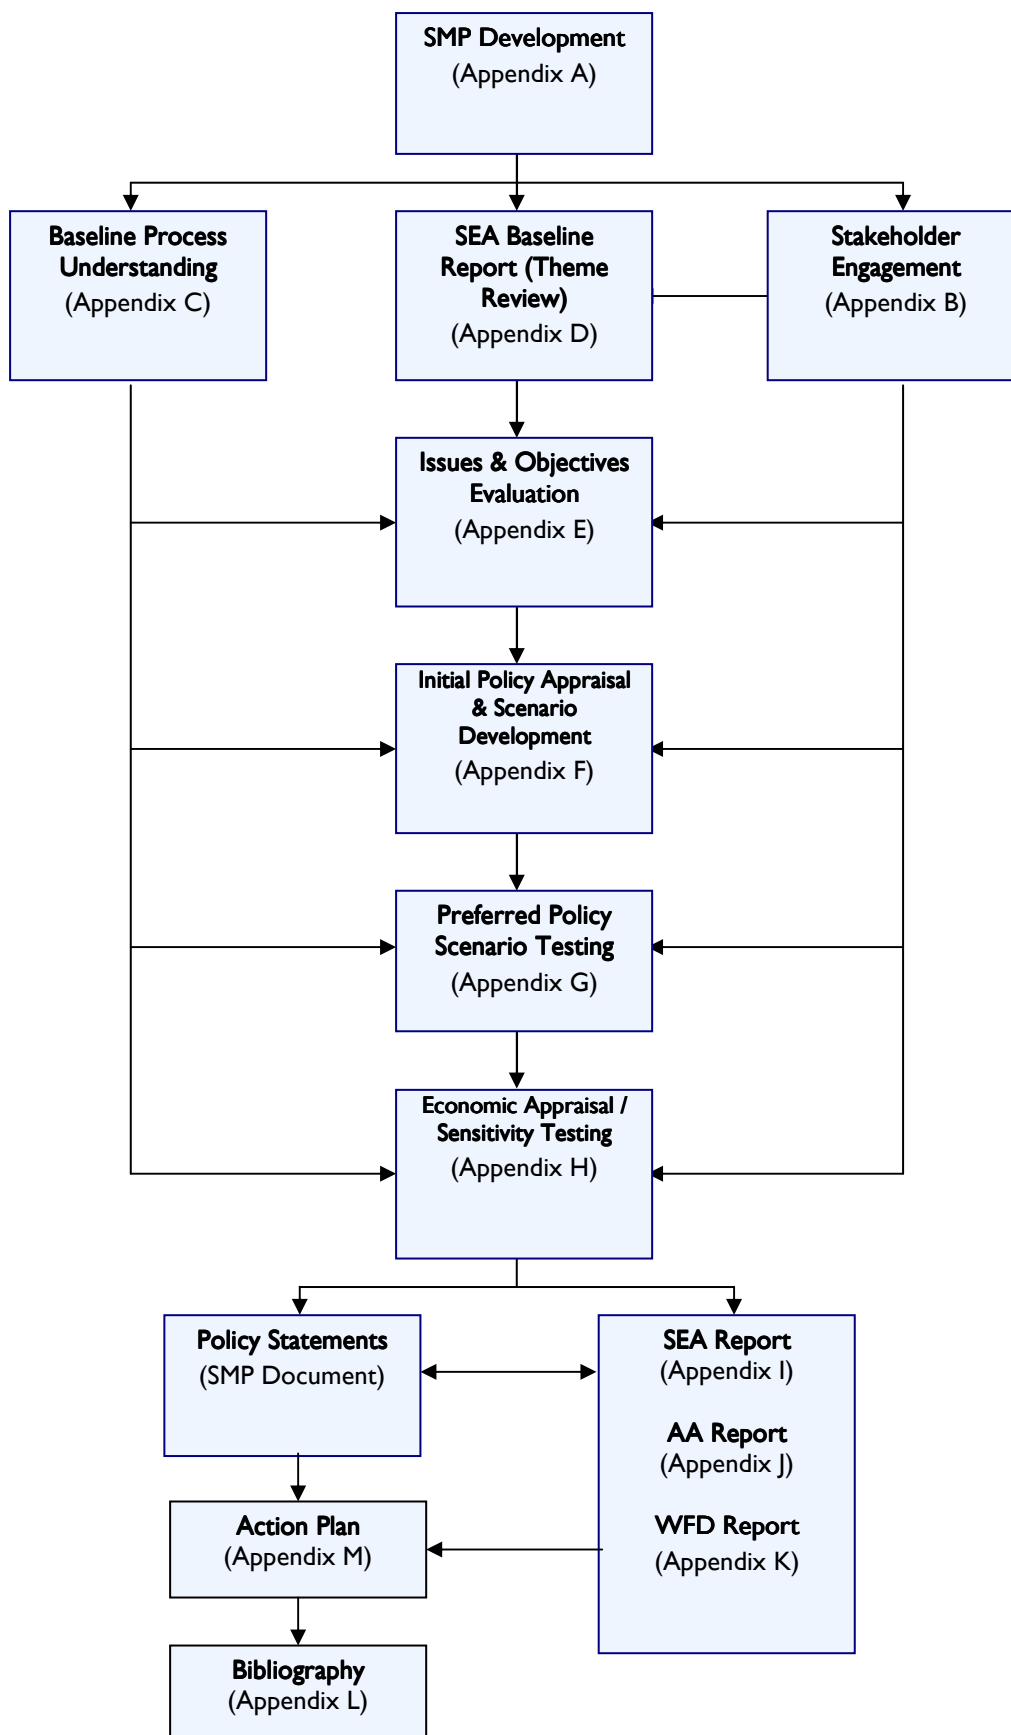 SMP Development
(Appendix A)
Baseline Process
Understanding
(Appendix C)
SEA Baseline
Report (Theme
Review)
(Appendix D)
Stakeholder
Engagement
(Appendix B)
Issues & Objectives
Evaluation
(Appendix E)
Initial Policy Appraisal
& Scenario
Development
(Appendix F)
Preferred Policy
Scenario Testing
(Appendix G)
Economic Appraisal /
Sensitivity Testing
(Appendix H)
Policy Statements
(SMP Document)
SEA Report
(Appendix I)
AA Report
(Appendix J)
WFD Report
(Appendix K)
Action Plan
(Appendix M)
Bibliography
(Appendix L)